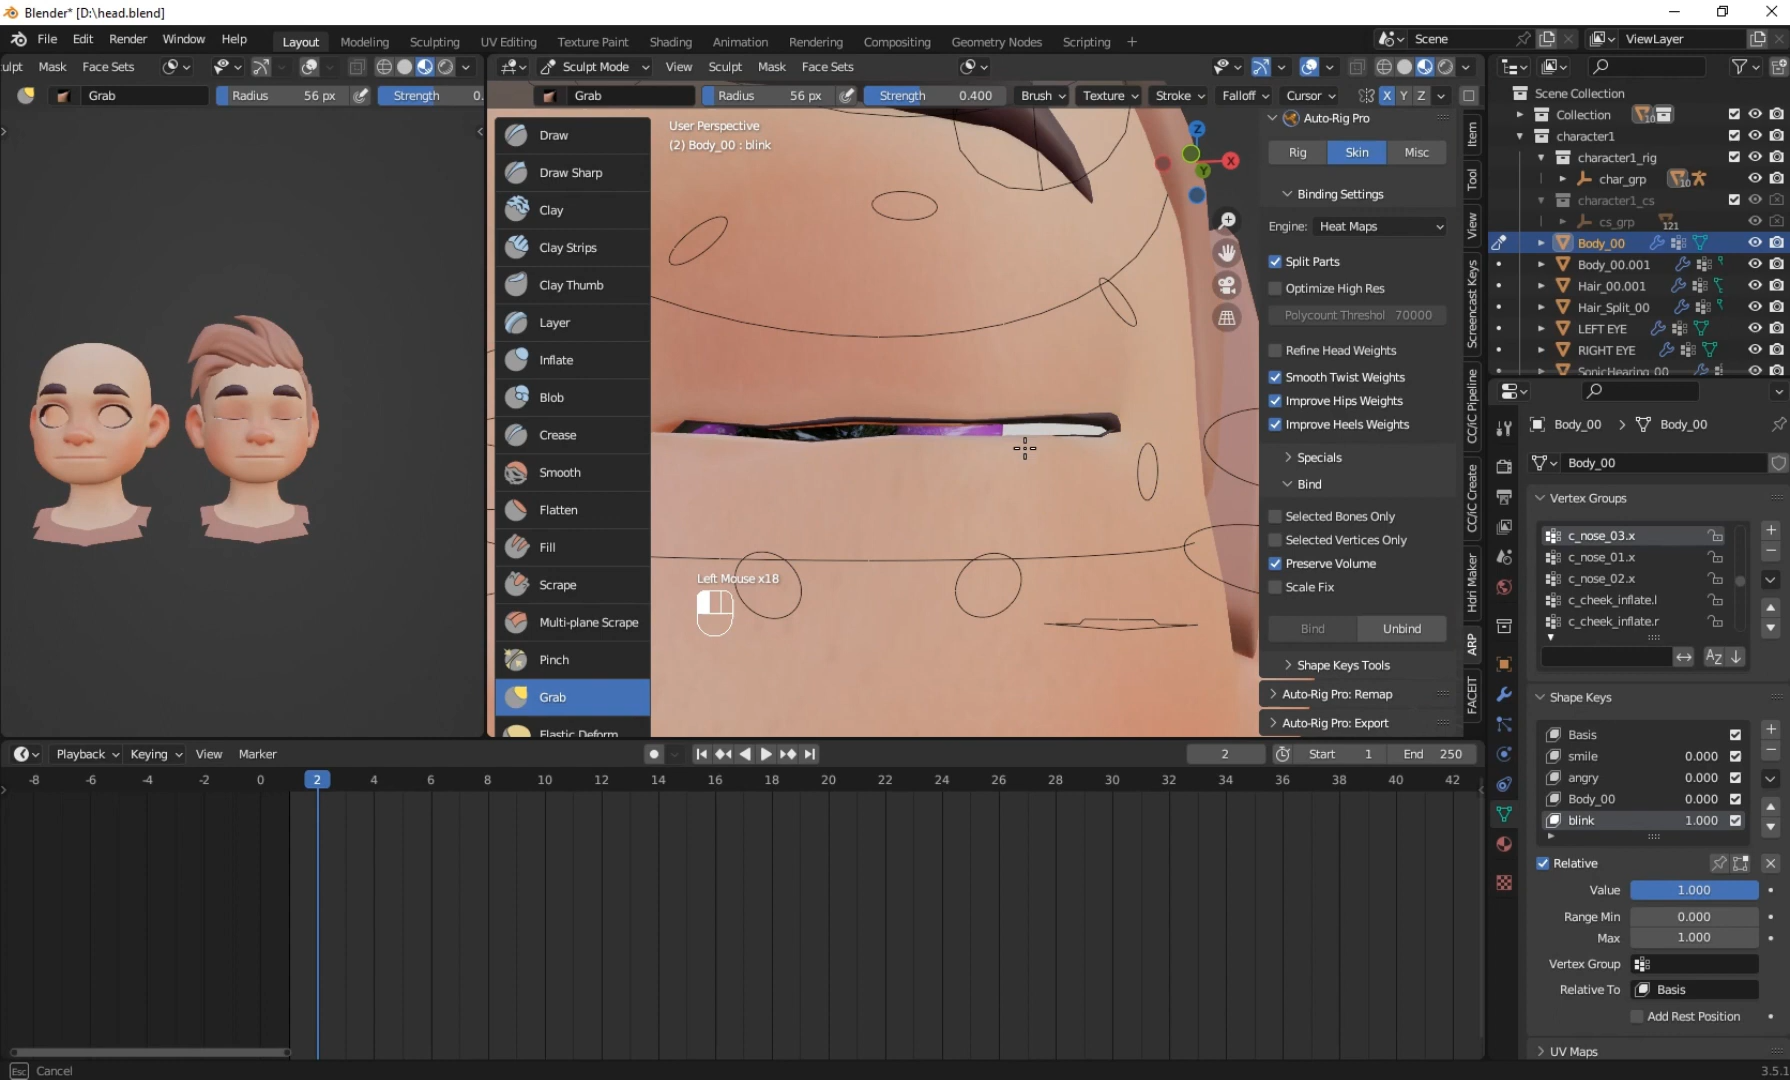 Blender* [D:\head.blend]
File Edit Render Window Help Layout Modeling Sculpting UV Editing Texture Paint Shading Animation Rendering Compositing Geometry Nodes Scripting + Scene ViewLayer
ulpt Mask Face Sets Sculpt Mode View Sculpt Mask Face Sets
Grab Radius 56 px Strength 0. Grab Radius 56 px Strength 0.400 Brush Texture Stroke Falloff Cursor X Y Z
Draw
Draw Sharp
Clay
Clay Strips
Clay Thumb
Layer
Inflate
Blob
Crease
Smooth
Flatten
Fill
Scrape
Multi-plane Scrape
Pinch
Grab
Elastic Deform
User Perspective
(2) Body_00 : blink
Z
X
Y
Left Mouse x18
Auto-Rig Pro
Rig Skin Misc
Binding Settings
Engine: Heat Maps
Split Parts
Optimize High Res
Polycount Threshol 70000
Refine Head Weights
Smooth Twist Weights
Improve Hips Weights
Improve Heels Weights
Specials
Bind
Selected Bones Only
Selected Vertices Only
Preserve Volume
Scale Fix
Bind Unbind
Shape Keys Tools
Auto-Rig Pro: Remap
Auto-Rig Pro: Export
Item
Tool
View
Screencast Keys
CC/iC Pipeline
CC/iC Create
Hdri Maker
ARP
FACEIT
Scene Collection
Collection 10
character1
character1_rig
char_grp 10
character1_cs
cs_grp 121
Body_00
Body_00.001
Hair_00.001
Hair_Split_00
LEFT EYE
RIGHT EYE
SonicHearing_00
Body_00 > Body_00
Body_00
Vertex Groups
c_nose_03.x
c_nose_01.x
c_nose_02.x
c_cheek_inflate.l
c_cheek_inflate.r
AZ
Shape Keys
Basis
smile 0.000
angry 0.000
Body_00 0.000
blink 1.000
Relative
Value 1.000
Range Min 0.000
Max 1.000
Vertex Group
Relative To Basis
Add Rest Position
UV Maps
Playback Keying View Marker 2 Start 1 End 250
-8 -6 -4 -2 0 2 4 6 8 10 12 14 16 18 20 22 24 26 28 30 32 34 36 38 40 42
Esc Cancel
3.5.1